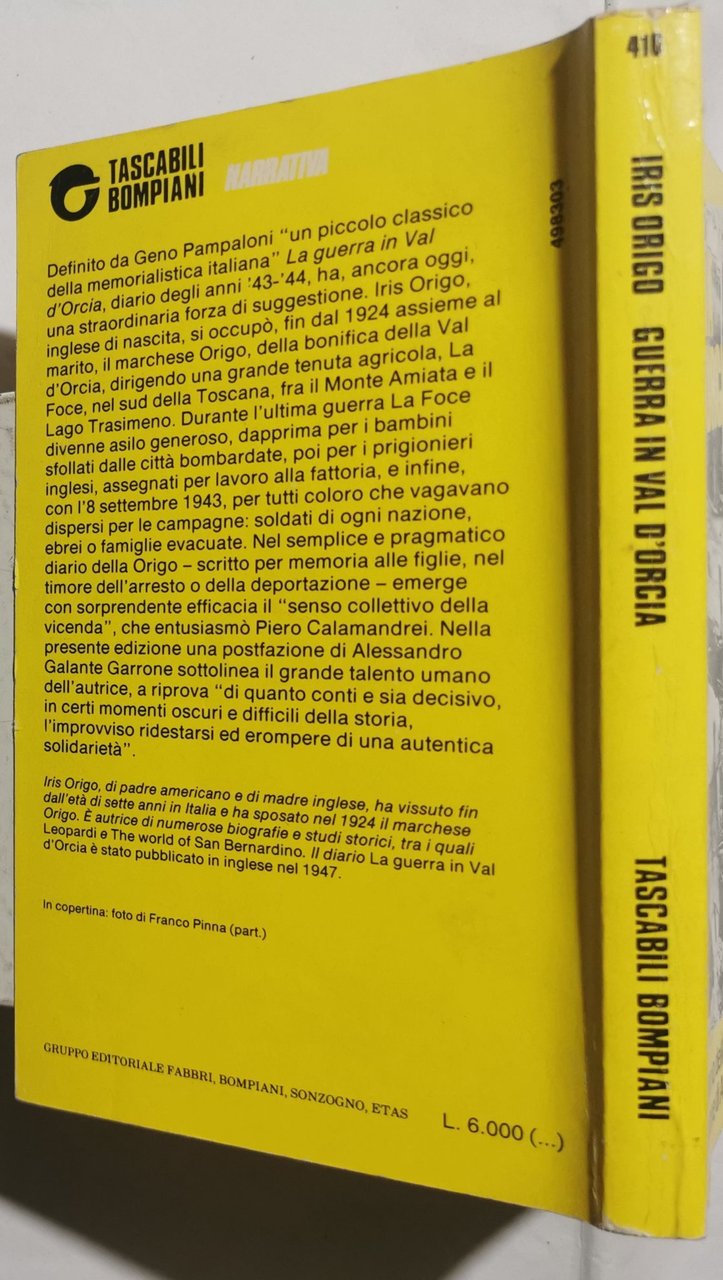 TASCABILI
BOMPIANI
NARRATIVA
Definito da Geno Pampaloni “un piccolo classico
della memorialistica italiana” La guerra in Val
d'Orcia, diario degli anni '43-'44, ha, ancora oggi,
una straordinaria forza di suggestione. Iris Origo,
inglese di nascita, si occupò, fin dal 1924 assieme al
marito, il marchese Origo, della bonifica della Val
d'Orcia, dirigendo una grande tenuta agricola, La
Foce, nel sud della Toscana, fra il Monte Amiata e il
Lago Trasimeno. Durante l'ultima guerra La Foce
divenne asilo generoso, dapprima per i bambini
sfollati dalle città bombardate, poi per i prigionieri
inglesi, assegnati per lavoro alla fattoria, e infine,
con l'8 settembre 1943, per tutti coloro che vagavano
dispersi per le campagne: soldati di ogni nazione,
ebrei o famiglie evacuate. Nel semplice e pragmatico
diario della Origo – scritto per memoria alle figlie, nel
timore dell'arresto o della deportazione – emerge
con sorprendente efficacia il “senso collettivo della
vicenda”, che entusiasmò Piero Calamandrei. Nella
presente edizione una postfazione di Alessandro
Galante Garrone sottolinea il grande talento umano
dell'autrice, a riprova “di quanto conti e sia decisivo,
in certi momenti oscuri e difficili della storia,
l'improvviso ridestarsi ed erompere di una autentica
solidarietà”.
Iris Origo, di padre americano e di madre inglese, ha vissuto fin
dall'età di sette anni in Italia e ha sposato nel 1924 il marchese
Origo. È autrice di numerose biografie e studi storici, tra i quali
Leopardi e The world of San Bernardino. Il diario La guerra in Val
d'Orcia è stato pubblicato in inglese nel 1947.
In copertina: foto di Franco Pinna (part.)
GRUPPO EDITORIALE FABBRI, BOMPIANI, SONZOGNO, ETAS
L. 6.000 (...)
498303
IRIS ORIGO GUERRA IN VAL D'ORCIA
TASCABILI BOMPIANI